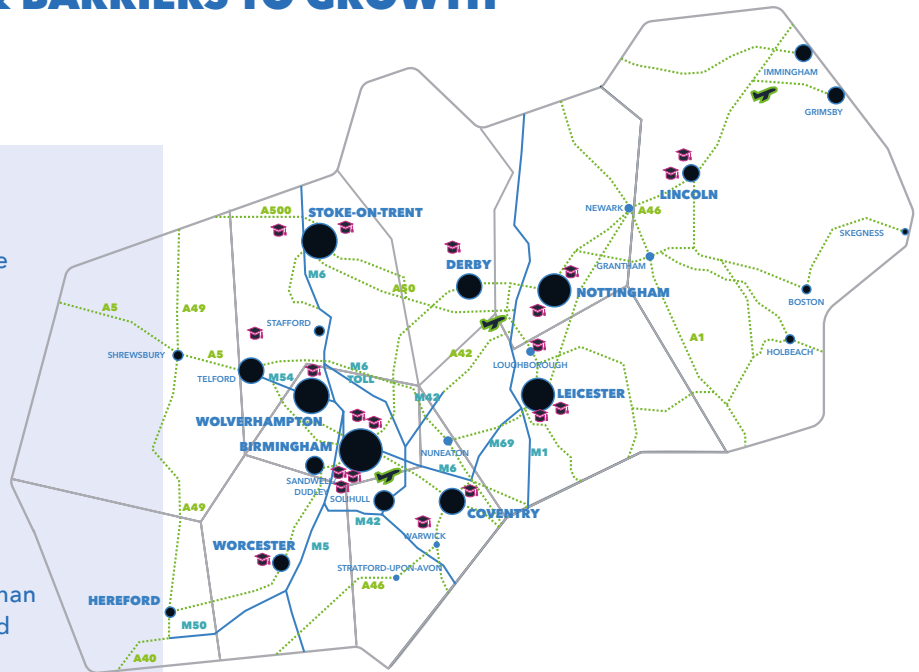 & BARRIERS TO GROWTH
IMMINGHAM
GRIMSBY
LINCOLN
NEWARK
A46
A500
STOKE-ON-TRENT
SKEGNESS
e
DERBY
GRANTHAM
M6
A50
NOTTINGHAM
BOSTON
A5
A49
STAFFORD
A1
HOLBEACH
SHREWSBURY
A5
A42
LOUGHBOROUGH
TELFORD
M54
M6
TOLL
M42
LEICESTER
WOLVERHAMPTON
BIRMINGHAM
NUNEATON
M69
M1
M6
SANDWELL
DUDLEY
SOLIHULL
A49
COVENTRY
M42
WARWICK
WORCESTER
M5
STRATFORD-UPON-AVON
A46
HEREFORD
M50
A40